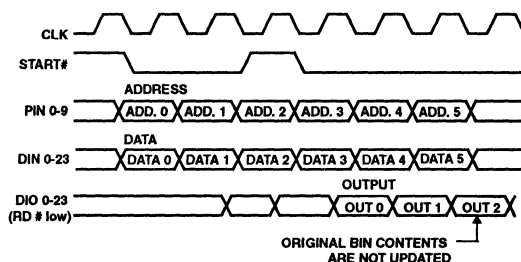 CLK
START#
ADDRESS
PIN 0-9 ADD. 0 ADD. 1 ADD. 2 ADD. 3 ADD. 4 ADD. 5
DATA
DIN 0-23 DATA 0 DATA 1 DATA 2 DATA 3 DATA 4 DATA 5
OUTPUT
DIO 0-23 OUT 0 OUT 1 OUT 2
(RD # low)
ORIGINAL BIN CONTENTS
ARE NOT UPDATED